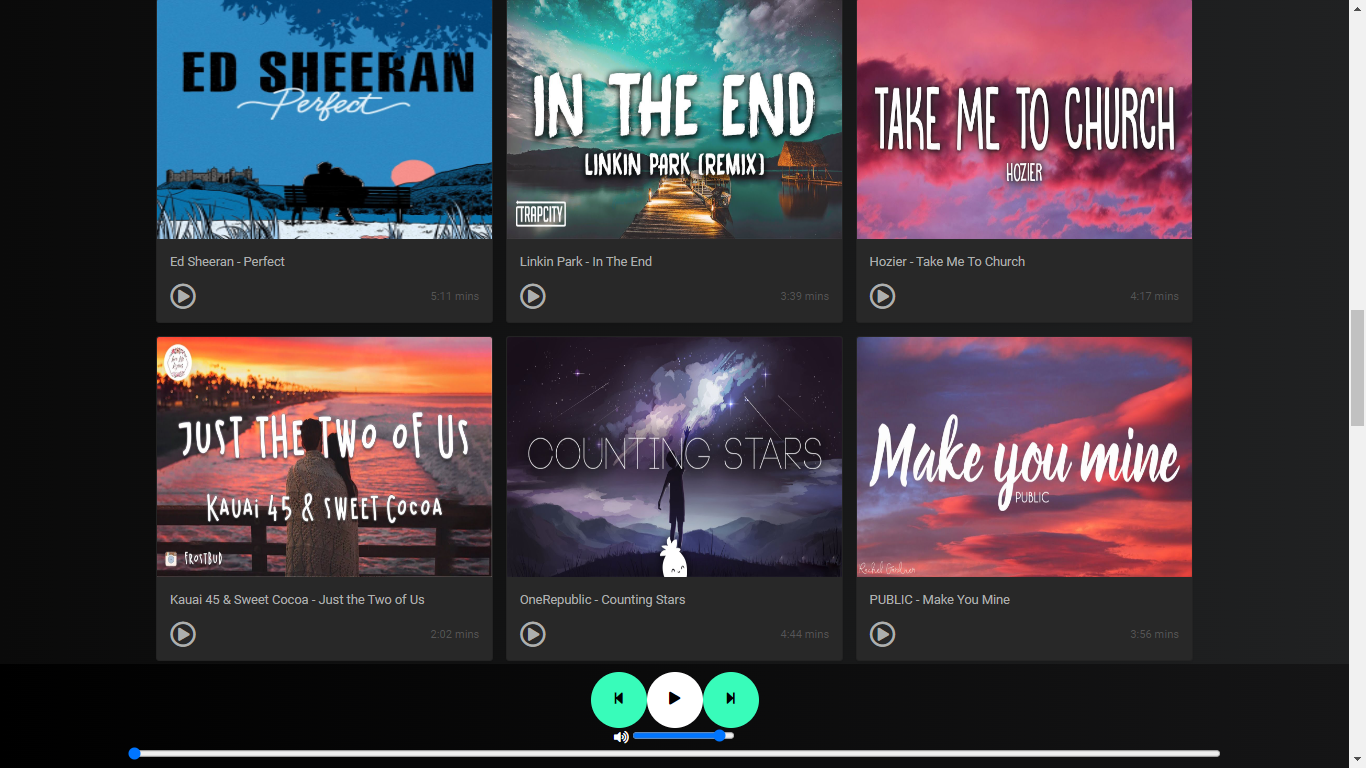 ED SHEERAN
Perfect
IN THE END
LINKIN PARK (REMIX)
TRAPCITY
TAKE ME TO CHURCH
HOZIER
Ed Sheeran - Perfect
5:11 mins
Linkin Park - In The End
3:39 mins
Hozier - Take Me To Church
4:17 mins
JUST THE TWO OF US
KAUAI 45 & SWEET COCOA
FROSTBUD
COUNTING STARS
Make you mine
PUBLIC
Kauai 45 & Sweet Cocoa - Just the Two of Us
2:02 mins
OneRepublic - Counting Stars
4:44 mins
PUBLIC - Make You Mine
3:56 mins